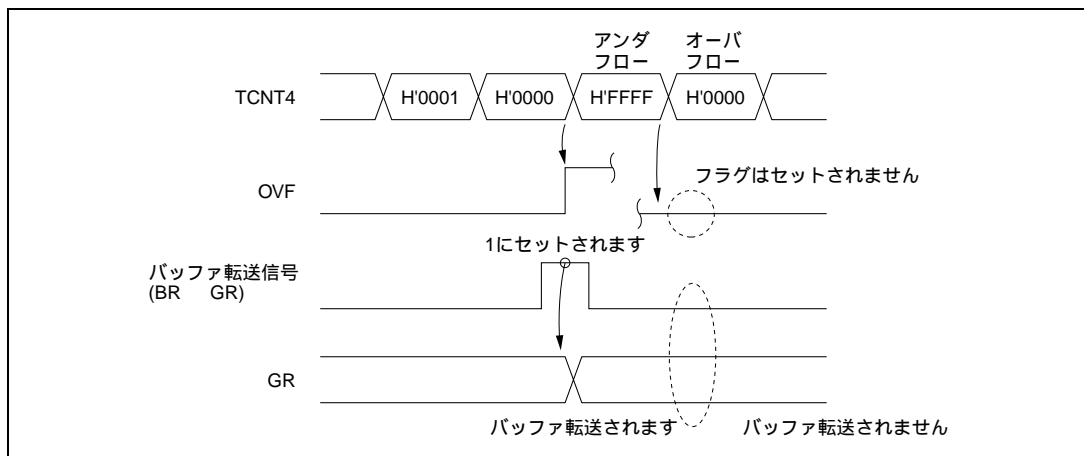 アンダ
フロー
オーバ
フロー
TCNT4
H'0001
H'0000
H'FFFF
H'0000
OVF
フラグはセットされません
1にセットされます
バッファ転送信号
(BR GR)
GR
バッファ転送されます
バッファ転送されません